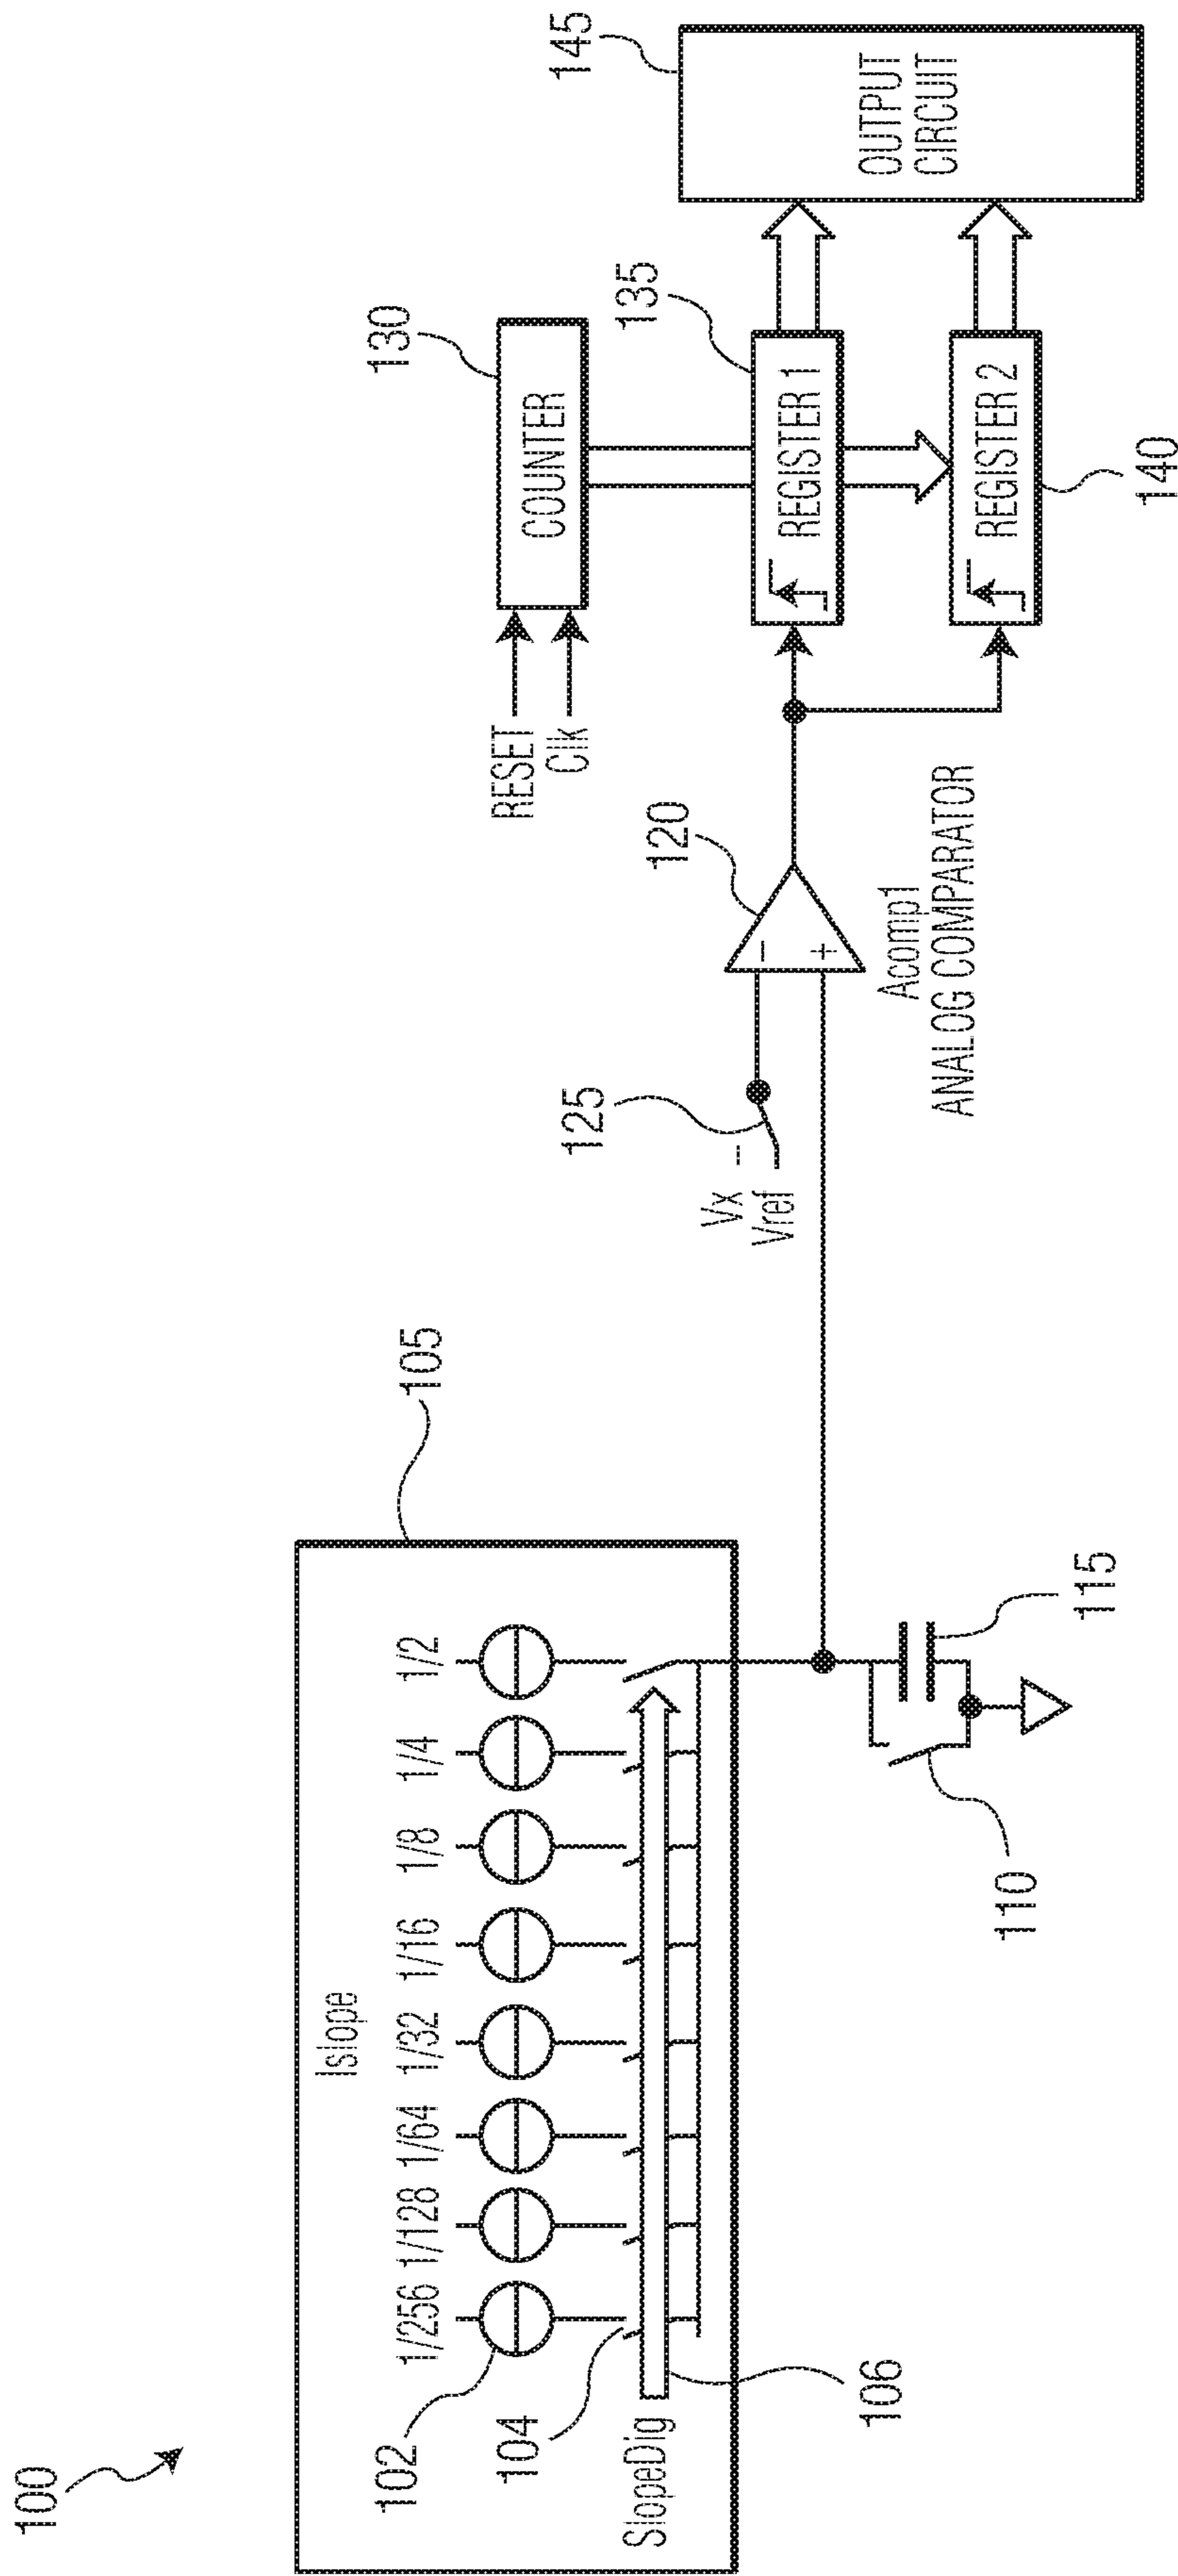 100
105
Islope
1/256 1/128 1/64 1/32 1/16 1/8 1/4 1/2
102
104
SlopeDig
106
110
115
Vx
Vref
125
120
-
+
Acomp1
ANALOG COMPARATOR
RESET
Clk
130
COUNTER
135
REGISTER 1
REGISTER 2
140
145
OUTPUT
CIRCUIT